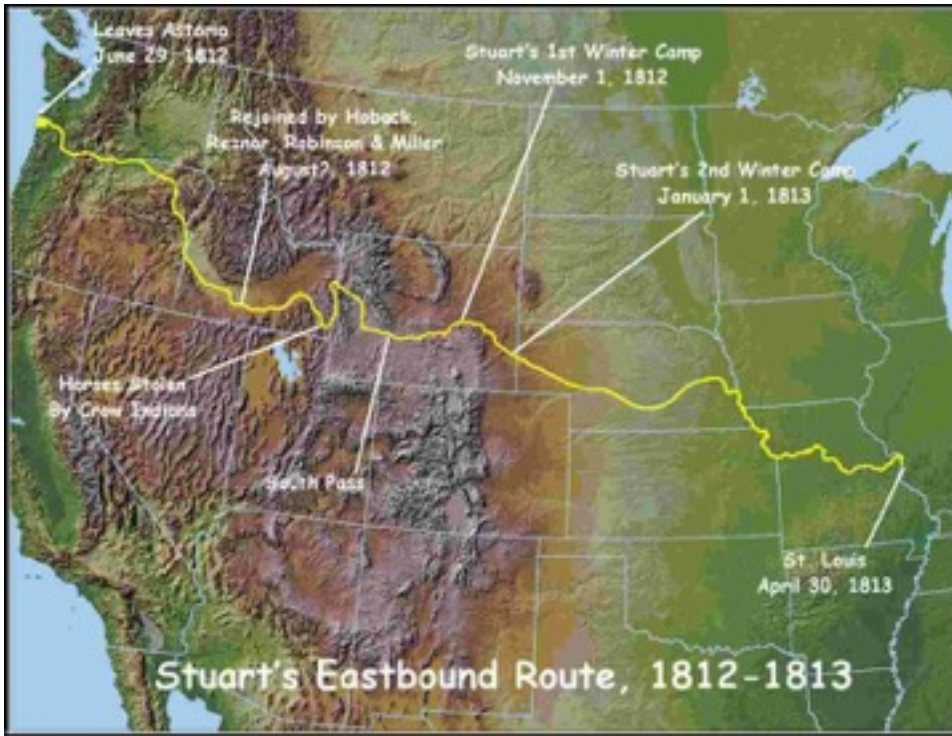 Leaves Astoria
June 29, 1812
Stuart's 1st Winter Camp
November 1, 1812
Rejoined by Hoback,
Reznor, Robinson & Miller
August?, 1812
Stuart's 2nd Winter Camp
January 1, 1813
Horses Stolen
By Crow Indians
South Pass
St. Louis
April 30, 1813
Stuart's Eastbound Route, 1812-1813